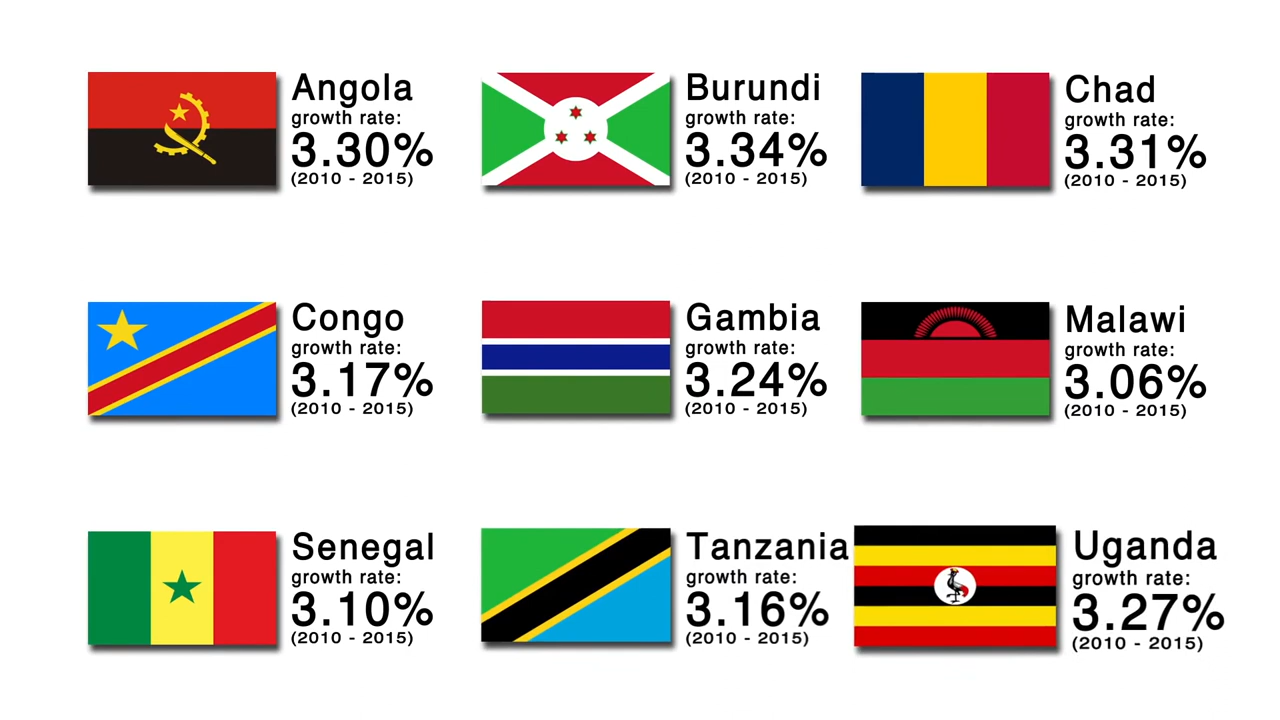 Angola
growth rate:
3.30%
(2010 - 2015)
Burundi
growth rate:
3.34%
(2010 - 2015)
Chad
growth rate:
3.31%
(2010 - 2015)
Congo
growth rate:
3.17%
(2010 - 2015)
Gambia
growth rate:
3.24%
(2010 - 2015)
Malawi
growth rate:
3.06%
(2010 - 2015)
Senegal
growth rate:
3.10%
(2010 - 2015)
Tanzania
growth rate:
3.16%
(2010 - 2015)
Uganda
growth rate:
3.27%
(2010 - 2015)